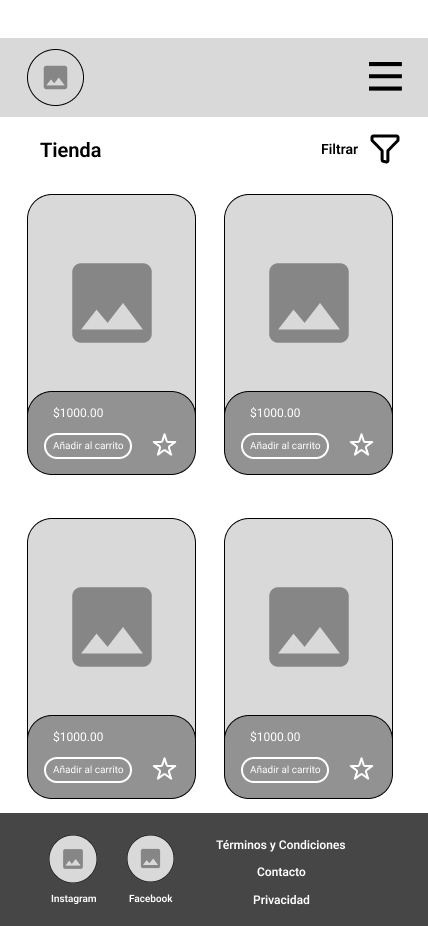 Tienda
Filtrar
$1000.00
$1000.00
Añadir al carrito
Añadir al carrito
$1000.00
$1000.00
Añadir al carrito
Añadir al carrito
Términos y Condiciones
Contacto
Instagram
Facebook
Privacidad